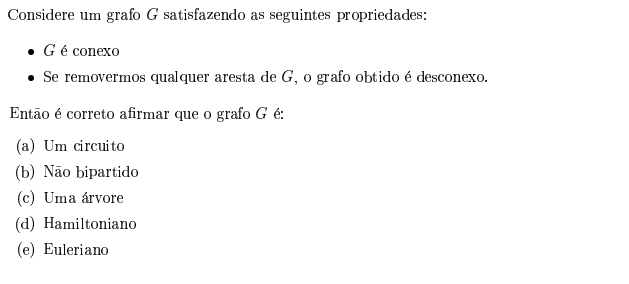 Considere um grafo G satisfazendo as seguintes propriedades:
• G é conexo
• Se removermos qualquer aresta de G, o grafo obtido é desconexo.
Então é correto afirmar que o grafo G é:
(a) Um circuito
(b) Não bipartido
(c) Uma árvore
(d) Hamiltoniano
(e) Euleriano